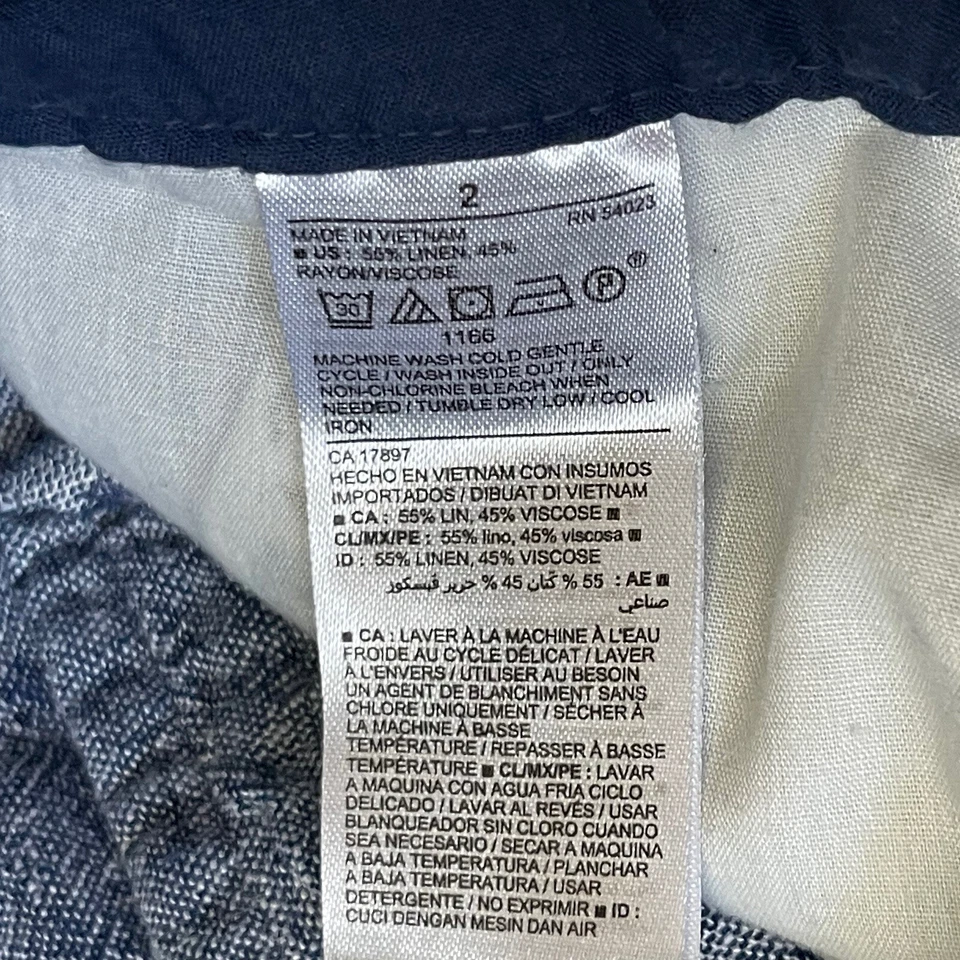 2
RN 54023
MADE IN VIETNAM
■ US : 55% LINEN, 45%
RAYON/VISCOSE
30
P
®
1166
MACHINE WASH COLD GENTLE
CYCLE / WASH INSIDE OUT / ONLY
NON-CHLORINE BLEACH WHEN
NEEDED / TUMBLE DRY LOW / COOL
IRON
CA 17897
HECHO EN VIETNAM CON INSUMOS
IMPORTADOS / DIBUAT DI VIETNAM
■ CA : 55% LIN, 45% VISCOSE ■
CL/MX/PE : 55% lino, 45% viscosa ■
ID : 55% LINEN, 45% VISCOSE
■ AE : 55 % كتّان 45 % حرير فيسكوز
صناعي
■ CA : LAVER À LA MACHINE À L'EAU
FROIDE AU CYCLE DÉLICAT / LAVER
À L'ENVERS / UTILISER AU BESOIN
UN AGENT DE BLANCHIMENT SANS
CHLORE UNIQUEMENT / SÉCHER À
LA MACHINE À BASSE
TEMPÉRATURE / REPASSER À BASSE
TEMPÉRATURE ■ CL/MX/PE : LAVAR
A MAQUINA CON AGUA FRIA CICLO
DELICADO / LAVAR AL REVÉS / USAR
BLANQUEADOR SIN CLORO CUANDO
SEA NECESARIO / SECAR A MAQUINA
A BAJA TEMPERATURA / PLANCHAR
A BAJA TEMPERATURA / USAR
DETERGENTE / NO EXPRIMIR ■ ID :
CUCI DENGAN MESIN DAN AIR